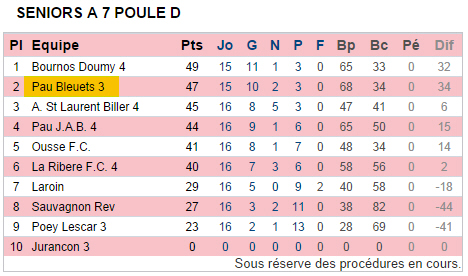 SENIORS A 7 POULE D
Pl Equipe Pts Jo G N P F Bp Bc Pé Dif
1 Bournos Doumy 4 49 15 11 1 3 0 65 33 0 32
2 Pau Bleuets 3 47 15 10 2 3 0 68 34 0 34
3 A. St Laurent Biller 4 45 16 8 5 3 0 47 41 0 6
4 Pau J.A.B. 4 44 16 9 1 6 0 65 50 0 15
5 Ousse F.C. 41 16 8 1 7 0 48 34 0 14
6 La Ribere F.C. 4 40 16 7 3 6 0 58 56 0 2
7 Laroin 29 16 5 0 9 2 40 58 0 -18
8 Sauvagnon Rev 27 16 3 2 11 0 38 82 0 -44
9 Poey Lescar 3 23 16 2 1 13 0 28 69 0 -41
10 Jurancon 3 0 0 0 0 0 0 0 0 0 0
Sous réserve des procédures en cours.